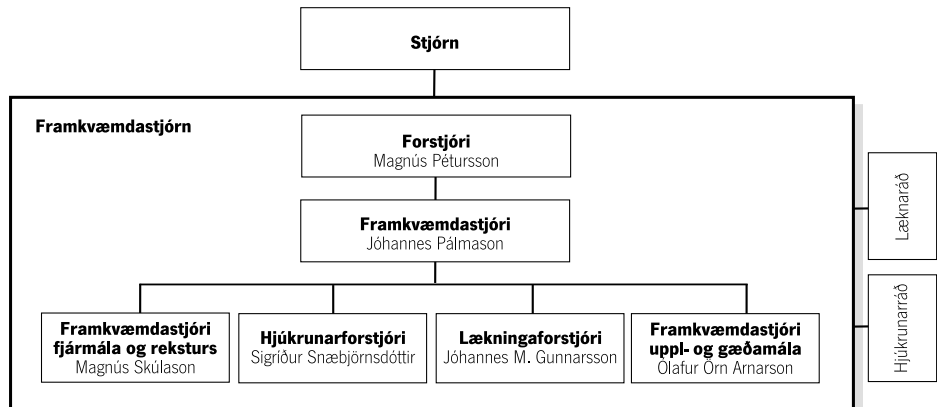 Stjórn
Framkvæmdastjórn
Forstjóri
Magnús Pétursson
Framkvæmdastjóri
Jóhannes Pálmason
Framkvæmdastjóri
fjármála og reksturs
Magnús Skúlason
Hjúkrunarforstjóri
Sigríður Snæbjörnsdóttir
Lækningaforstjóri
Jóhannes M. Gunnarsson
Framkvæmdastjóri
uppl- og gæðamála
Ólafur Örn Arnarson
Læknaráð
Hjúkrunarráð